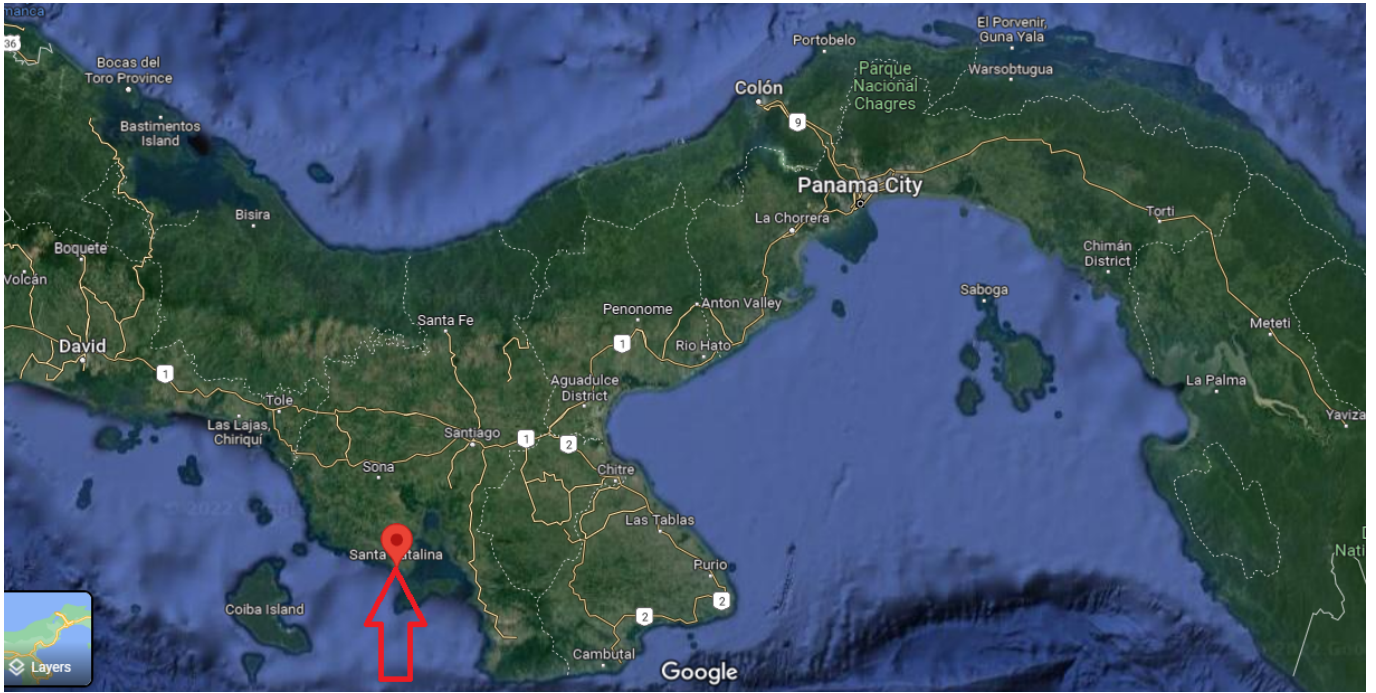 manca
36
Bocas del
Toro Province
Bastimentos
Island
Bisira
Boquete
Volcán
David
1
Tole
Las Lajas,
Chiriquí
Sona
Santa Fe
Santiago
1
2
Santa Catalina
Coiba Island
Portobelo
El Porvenir,
Guna Yala
Warsobtugua
Colón
9
Parque
Nacional
Chagres
Panama City
La Chorrera
Penonome
Anton Valley
1
Rio Hato
Aguadulce
District
Chitre
Las Tablas
Purio
2
2
Cambutal
Torti
Chimán
District
Saboga
Meteti
La Palma
Yaviza
Nati
Layers
Google